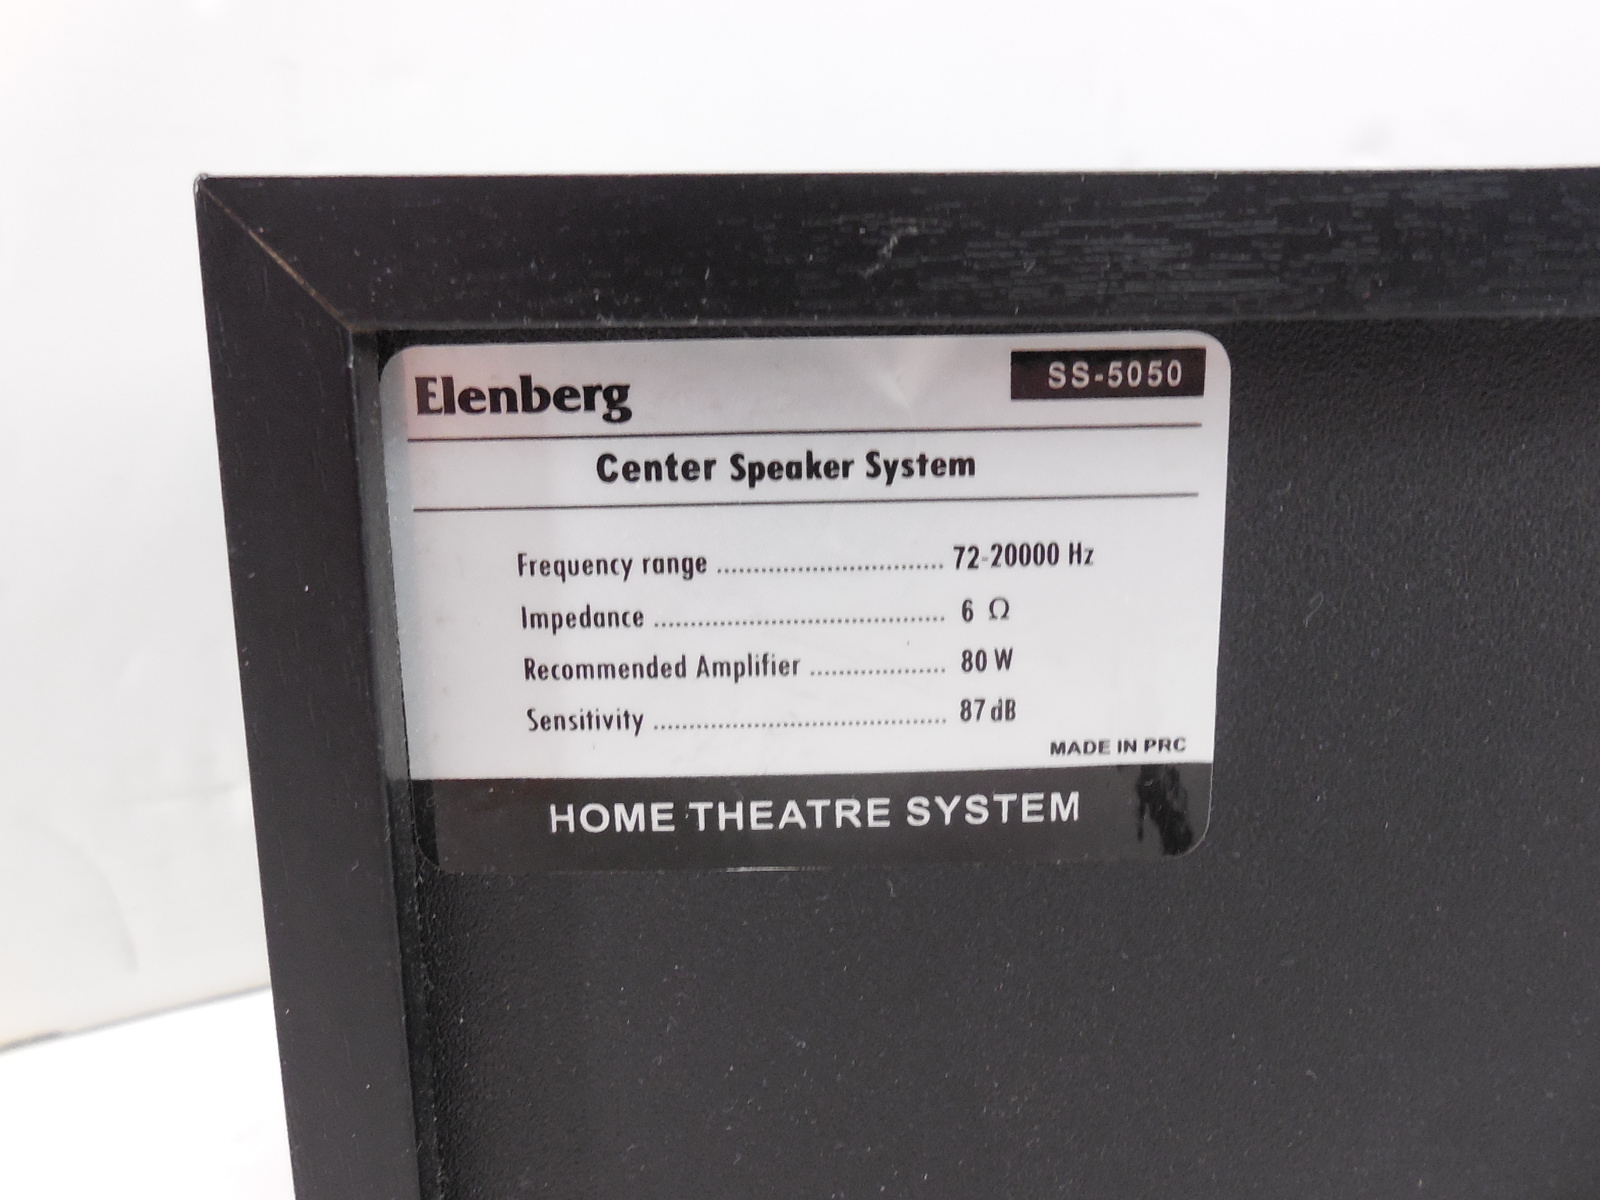 Elenberg
SS-5050
Center Speaker System
Frequency range .............................. 72-20000 Hz
Impedance ....................................... 6 Ω
Recommended Amplifier .................. 80 W
Sensitivity ....................................... 87 dB
MADE IN PRC
HOME THEATRE SYSTEM